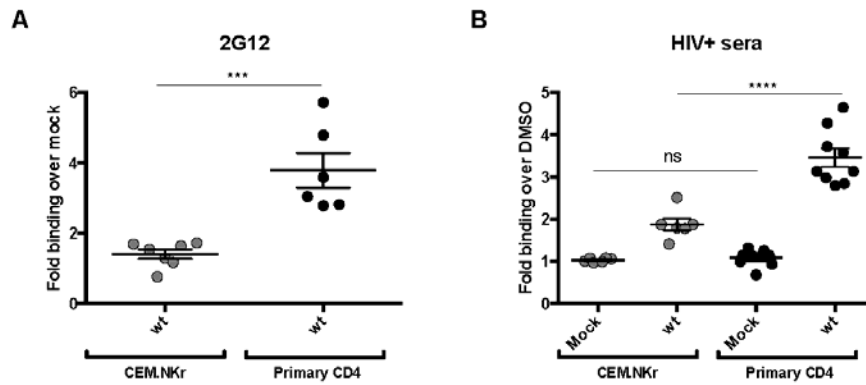 A
2G12
***
Fold binding over mock
6
4
2
0
wt
wt
CEM.NKr
Primary CD4
B
HIV+ sera
****
ns
Fold binding over DMSO
5
4
3
2
1
0
Mock
wt
Mock
wt
CEM.NKr
Primary CD4